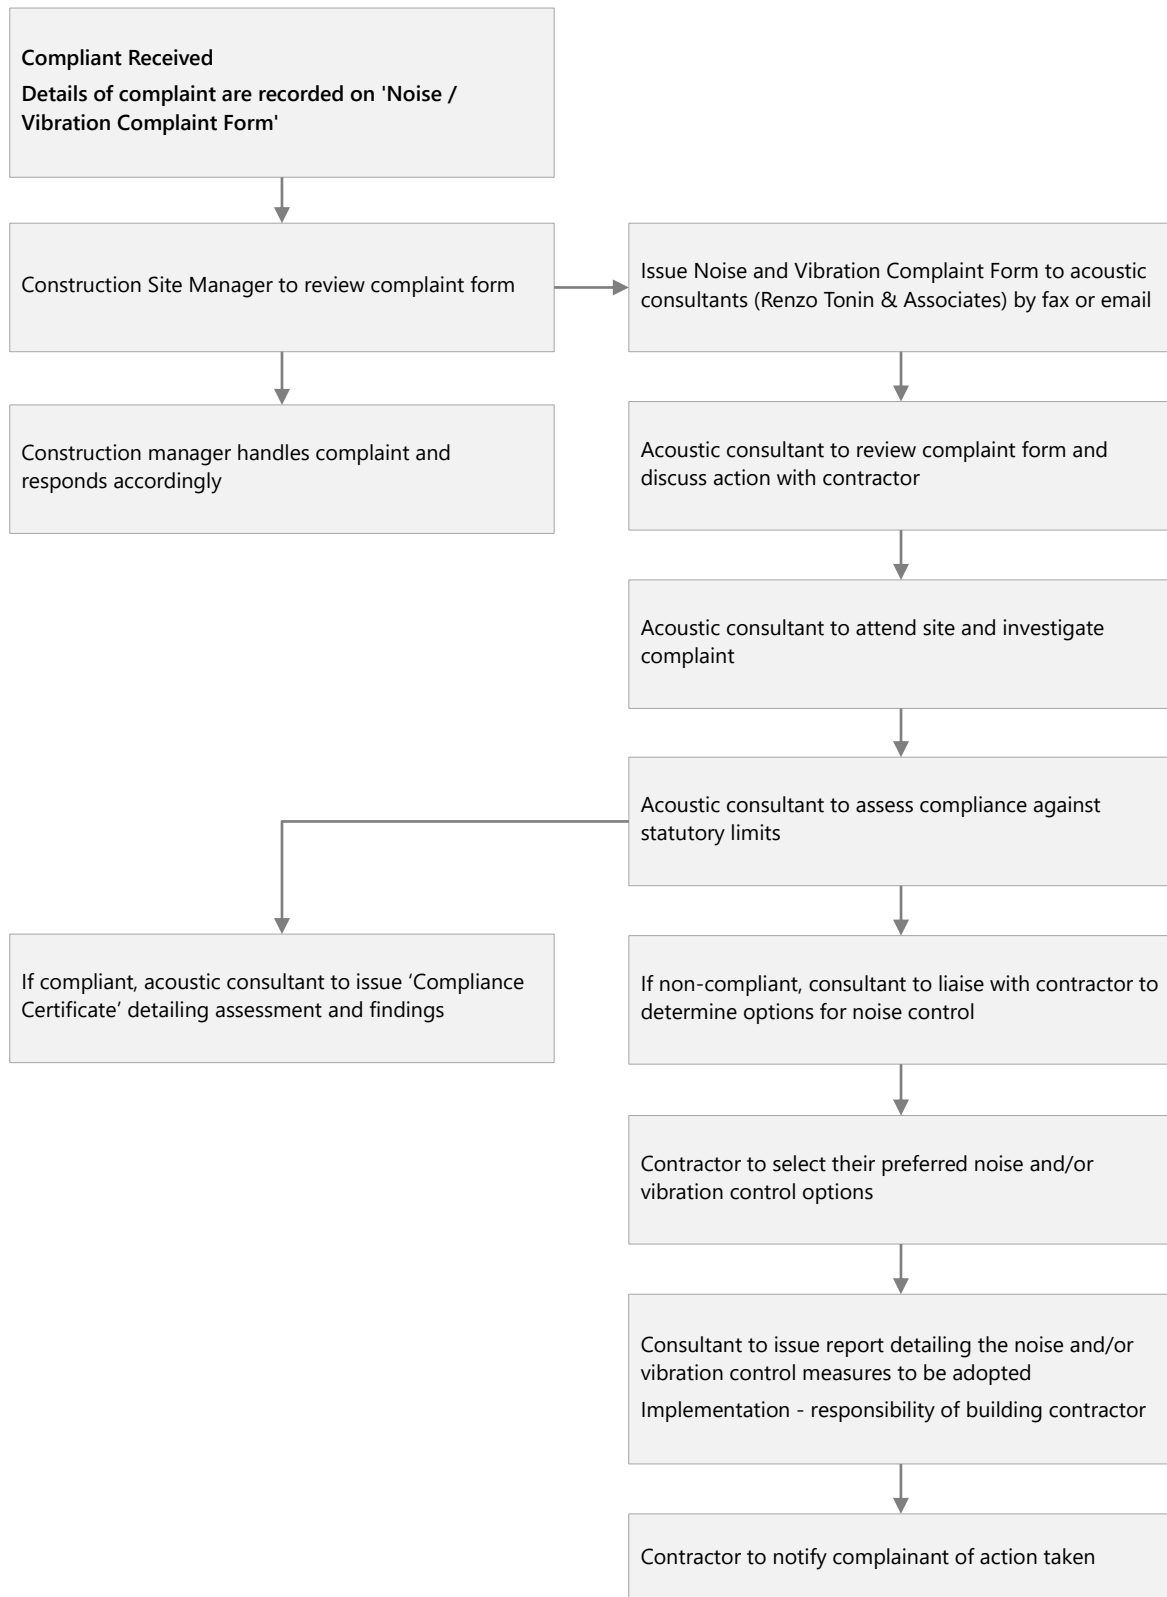 Compliant Received
Details of complaint are recorded on 'Noise /
Vibration Complaint Form'
Construction Site Manager to review complaint form
Issue Noise and Vibration Complaint Form to acoustic
consultants (Renzo Tonin & Associates) by fax or email
Construction manager handles complaint and
responds accordingly
Acoustic consultant to review complaint form and
discuss action with contractor
Acoustic consultant to attend site and investigate
complaint
Acoustic consultant to assess compliance against
statutory limits
If compliant, acoustic consultant to issue ‘Compliance
Certificate’ detailing assessment and findings
If non-compliant, consultant to liaise with contractor to
determine options for noise control
Contractor to select their preferred noise and/or
vibration control options
Consultant to issue report detailing the noise and/or
vibration control measures to be adopted
Implementation - responsibility of building contractor
Contractor to notify complainant of action taken